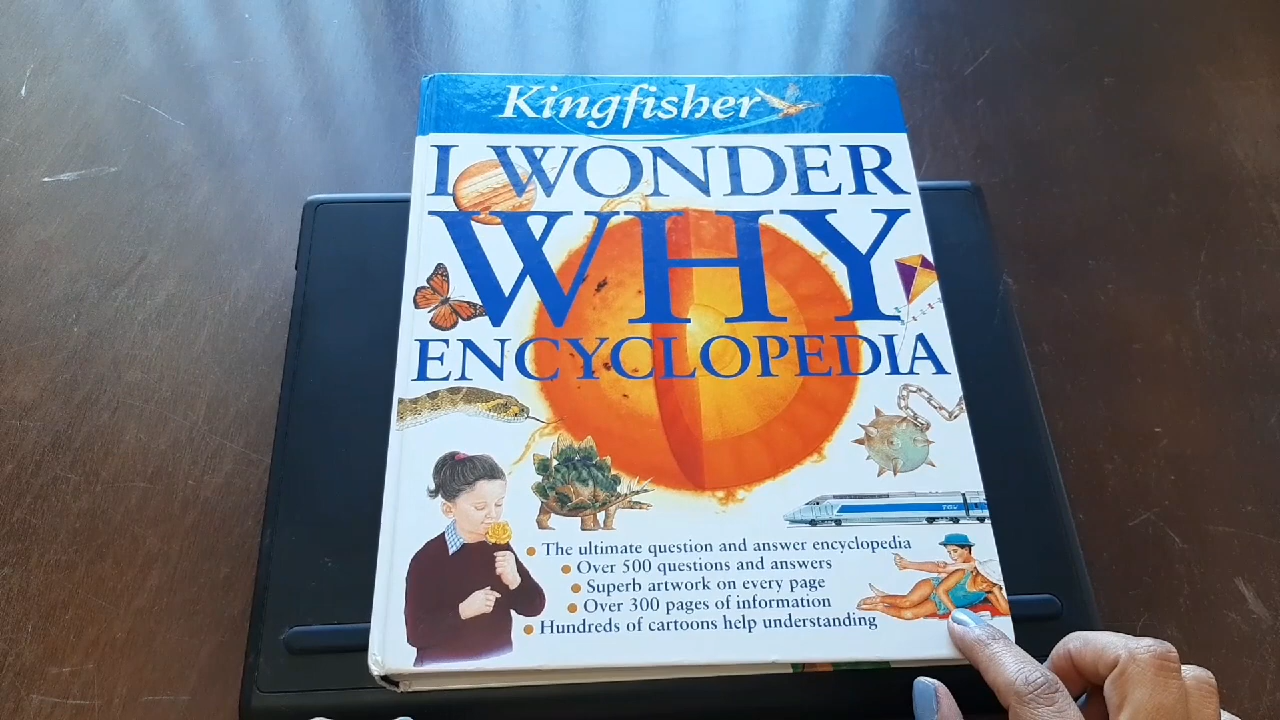 Kingfisher
I WONDER
WHY
ENCYCLOPEDIA
TGV
The ultimate question and answer encyclopedia
Over 500 questions and answers
Superb artwork on every page
Over 300 pages of information
Hundreds of cartoons help understanding